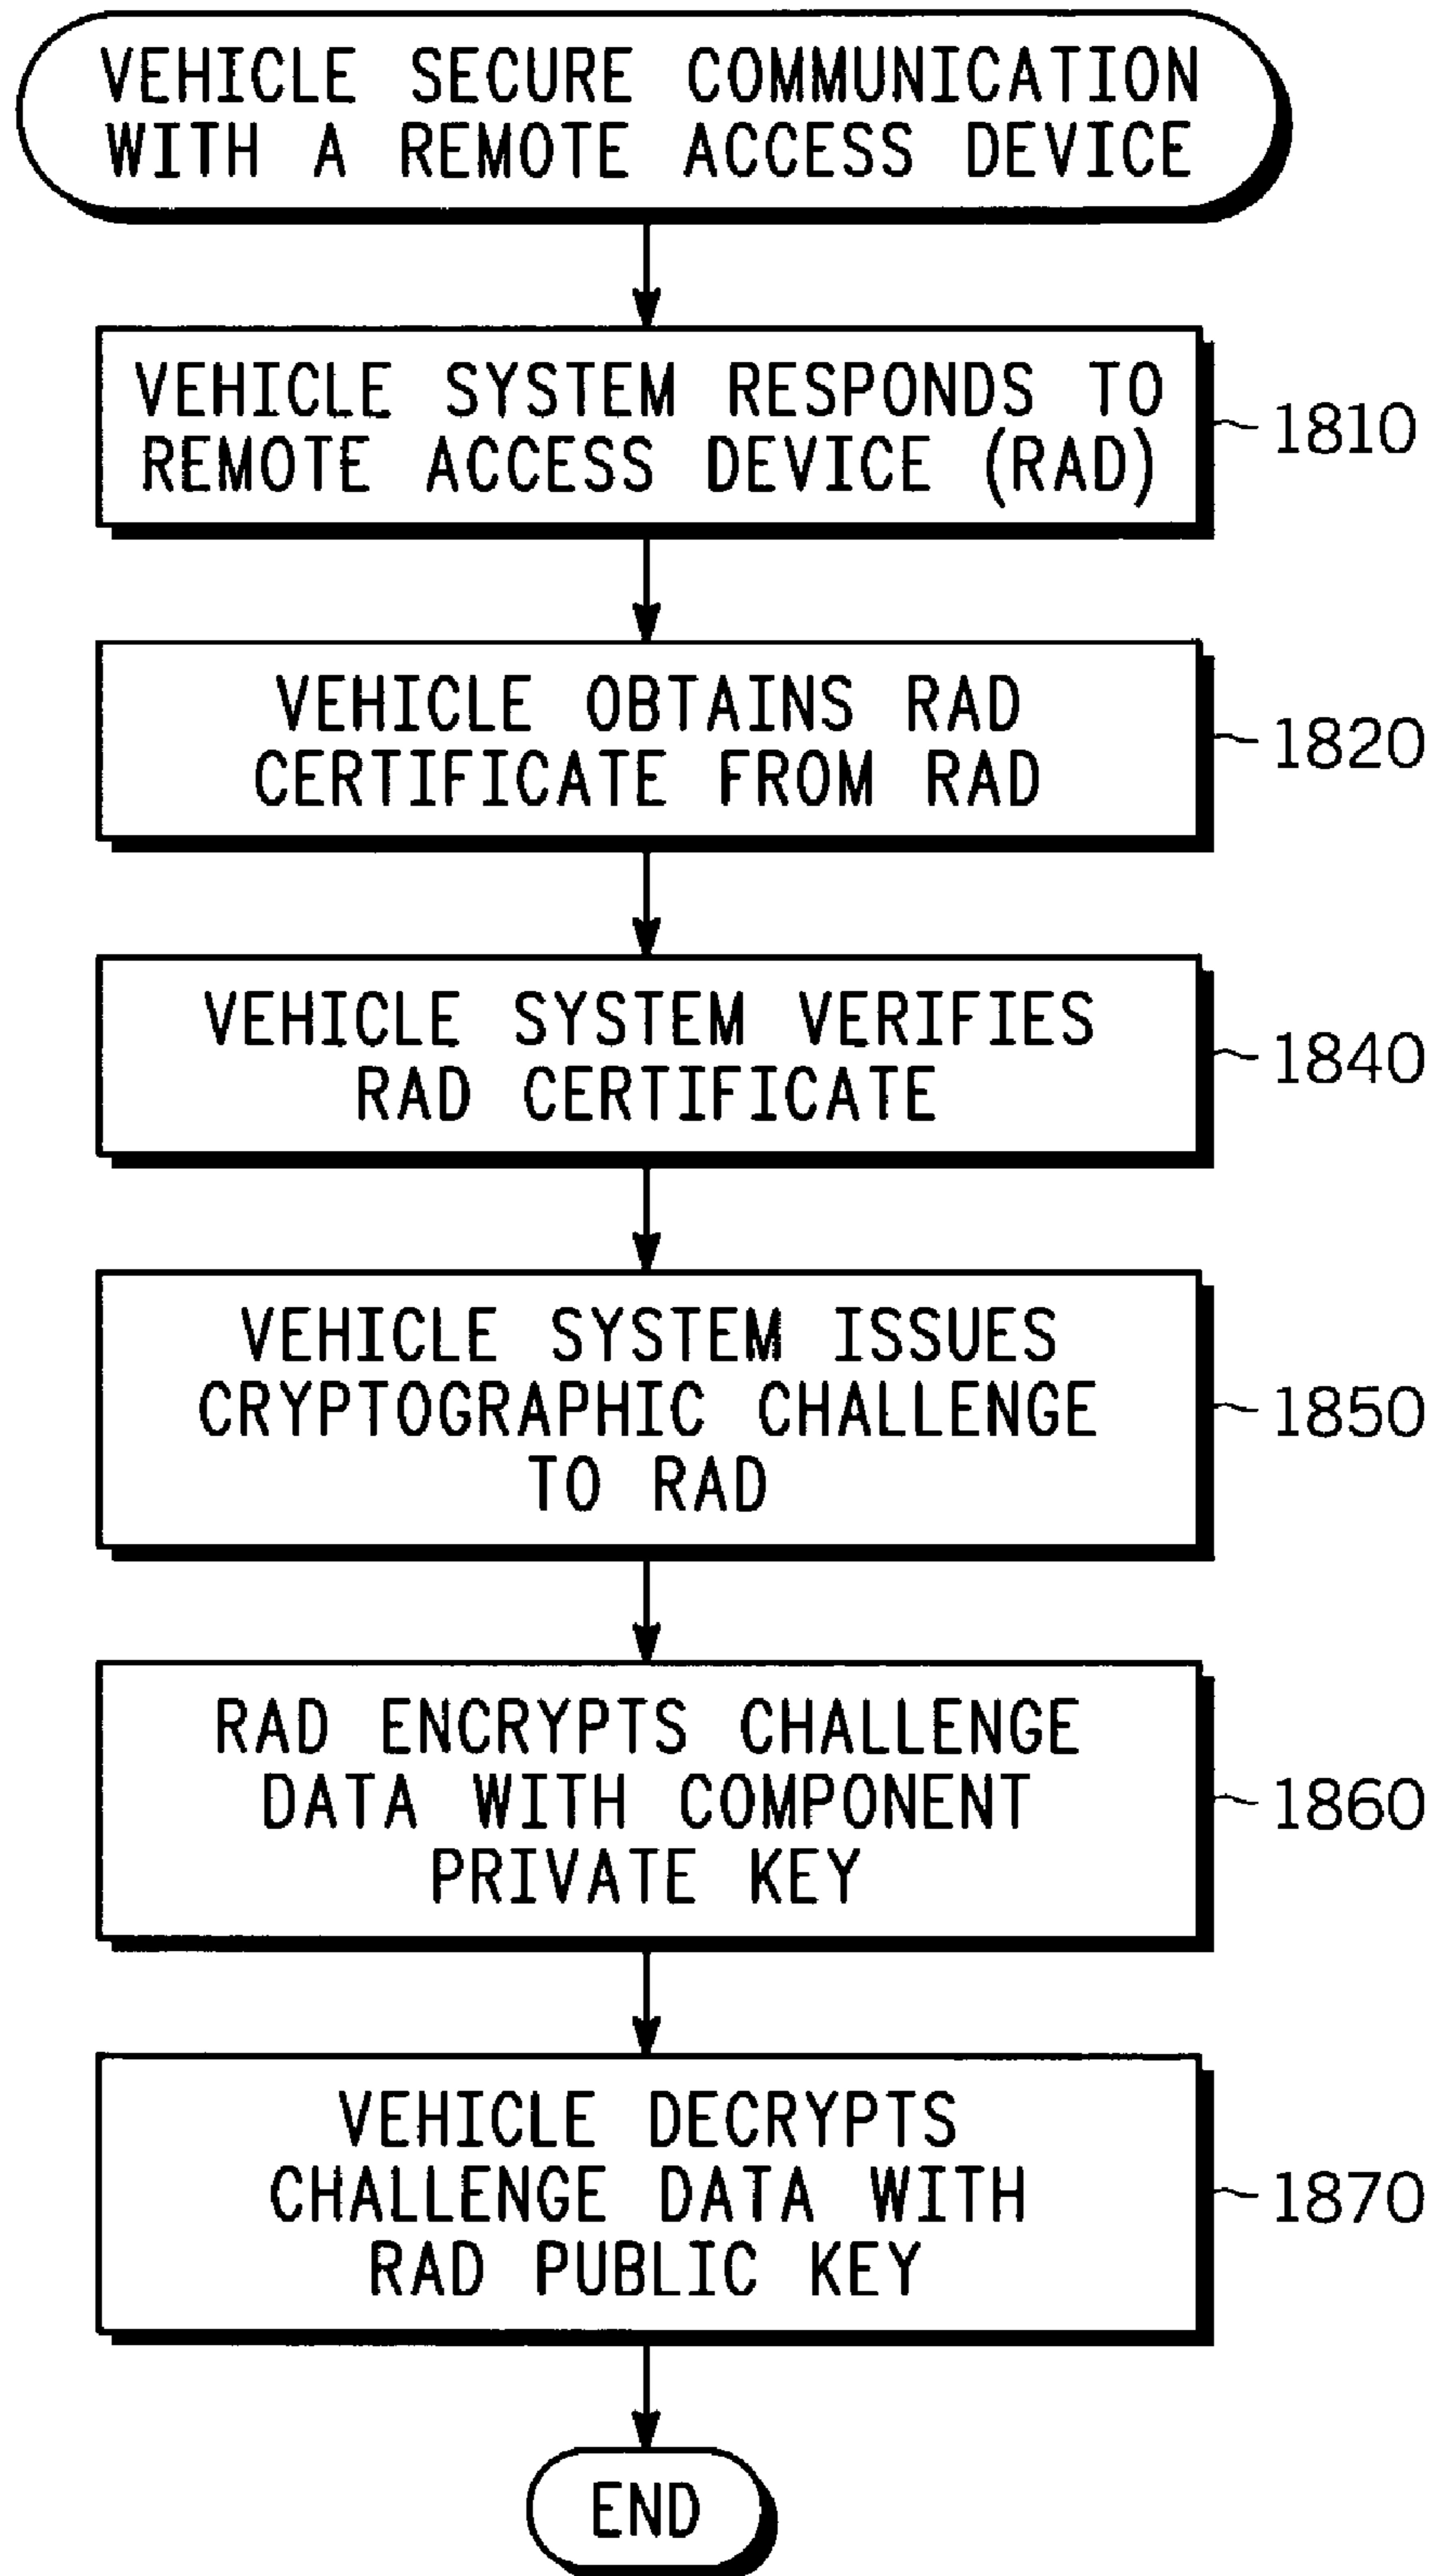 VEHICLE SECURE COMMUNICATION
WITH A REMOTE ACCESS DEVICE
VEHICLE SYSTEM RESPONDS TO
REMOTE ACCESS DEVICE (RAD)
1810
VEHICLE OBTAINS RAD
CERTIFICATE FROM RAD
1820
VEHICLE SYSTEM VERIFIES
RAD CERTIFICATE
1840
VEHICLE SYSTEM ISSUES
CRYPTOGRAPHIC CHALLENGE
TO RAD
1850
RAD ENCRYPTS CHALLENGE
DATA WITH COMPONENT
PRIVATE KEY
1860
VEHICLE DECRYPTS
CHALLENGE DATA WITH
RAD PUBLIC KEY
1870
END